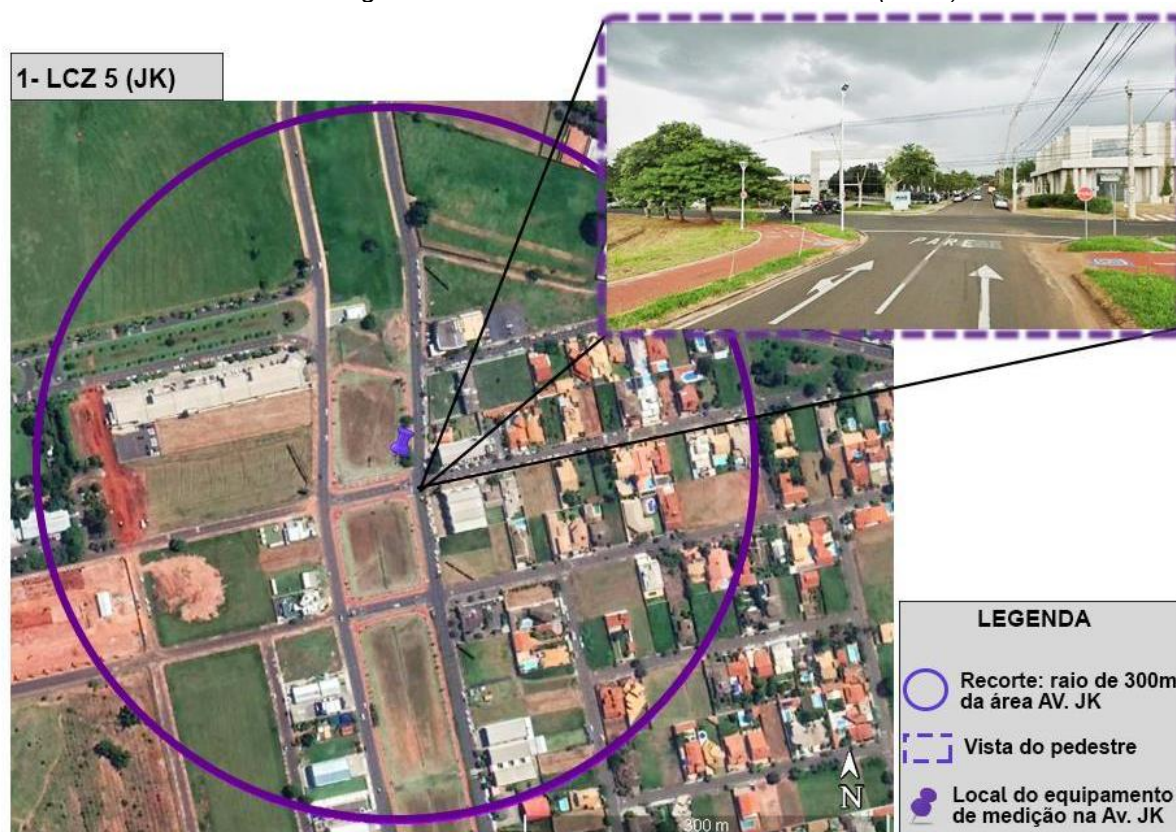 1- LCZ 5 (JK)
PARE
LEGENDA
Recorte: raio de 300m
da área AV. JK
Vista do pedestre
Local do equipamento
de medição na Av. JK
N
300 m